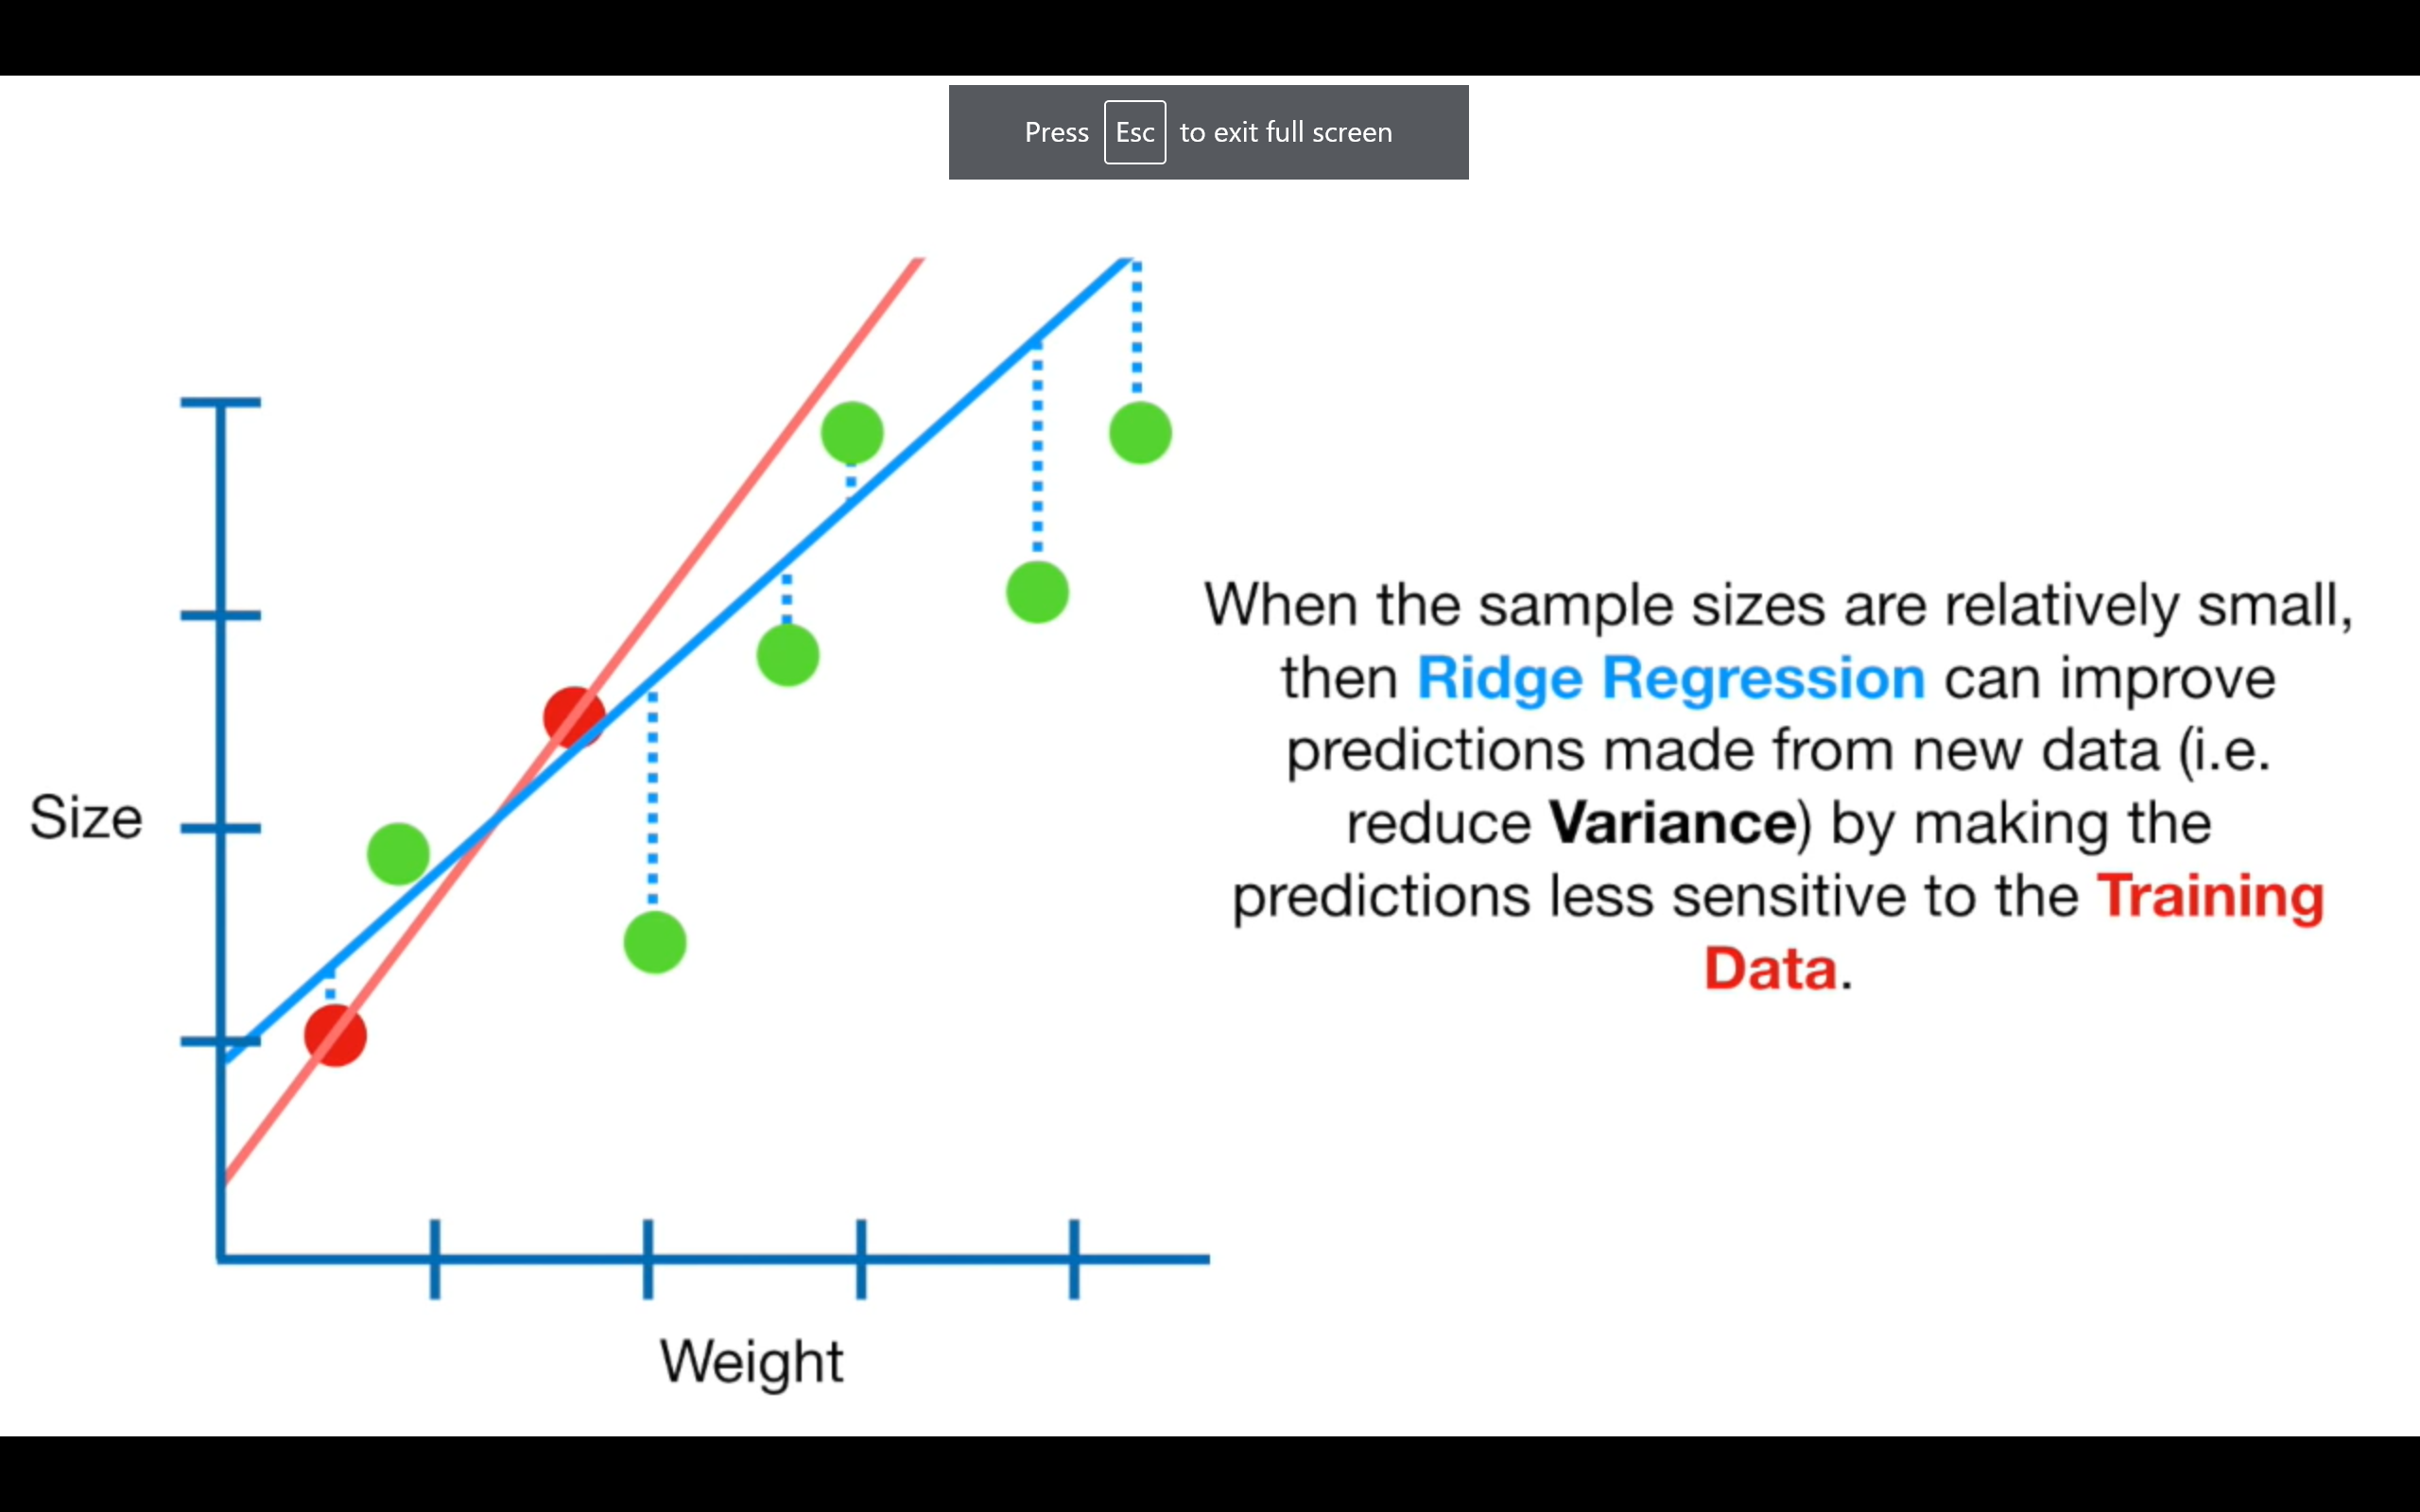 Press Esc to exit full screen
When the sample sizes are relatively small,
then Ridge Regression can improve
predictions made from new data (i.e.
reduce Variance) by making the
predictions less sensitive to the Training
Data.
Size
Weight